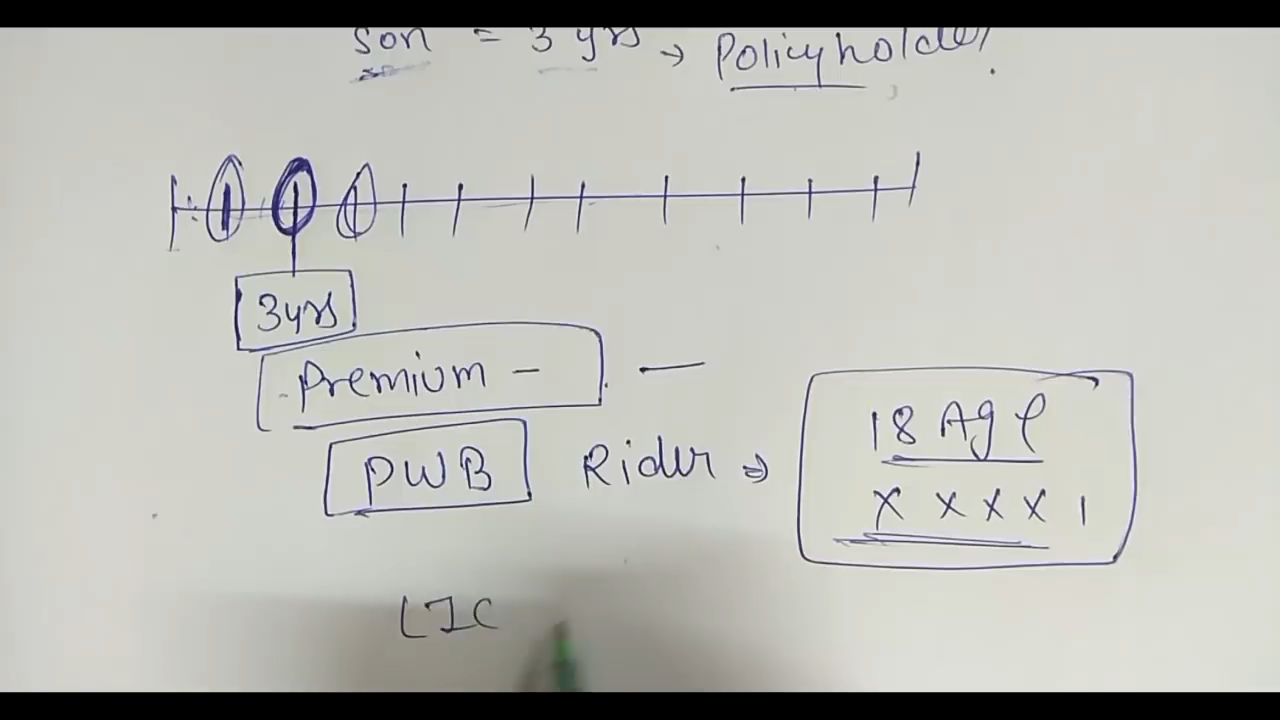 son = 3 yrs → Policyholder
3yrs
Premium -
PWB Rider ⇒
18 Age
X X X X 1
LIC